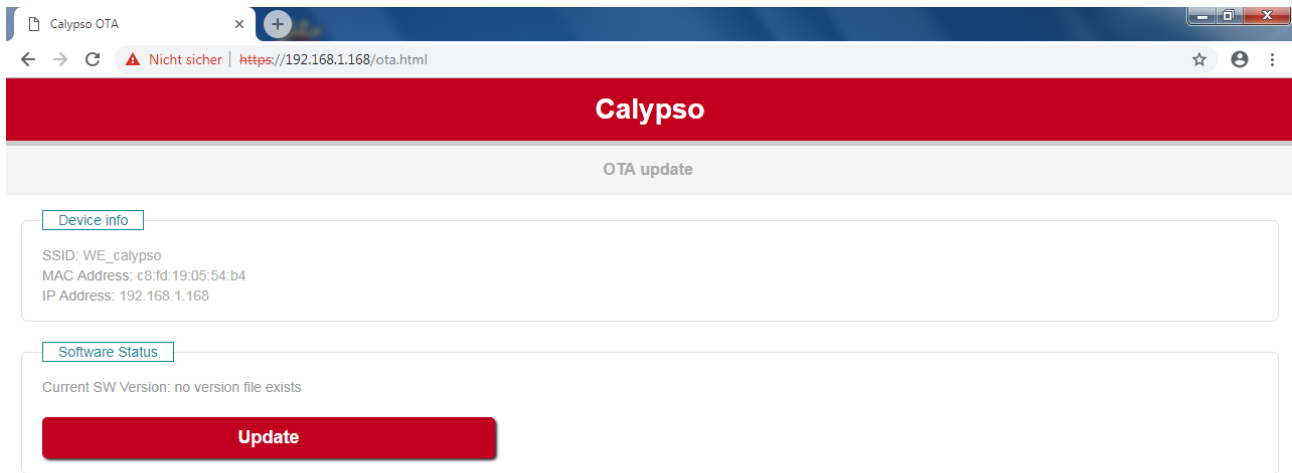 Calypso OTA
Nicht sicher | https://192.168.1.168/ota.html
Calypso
OTA update
Device info
SSID: WE_calypso
MAC Address: c8:fd:19:05:54:b4
IP Address: 192.168.1.168
Software Status
Current SW Version: no version file exists
Update